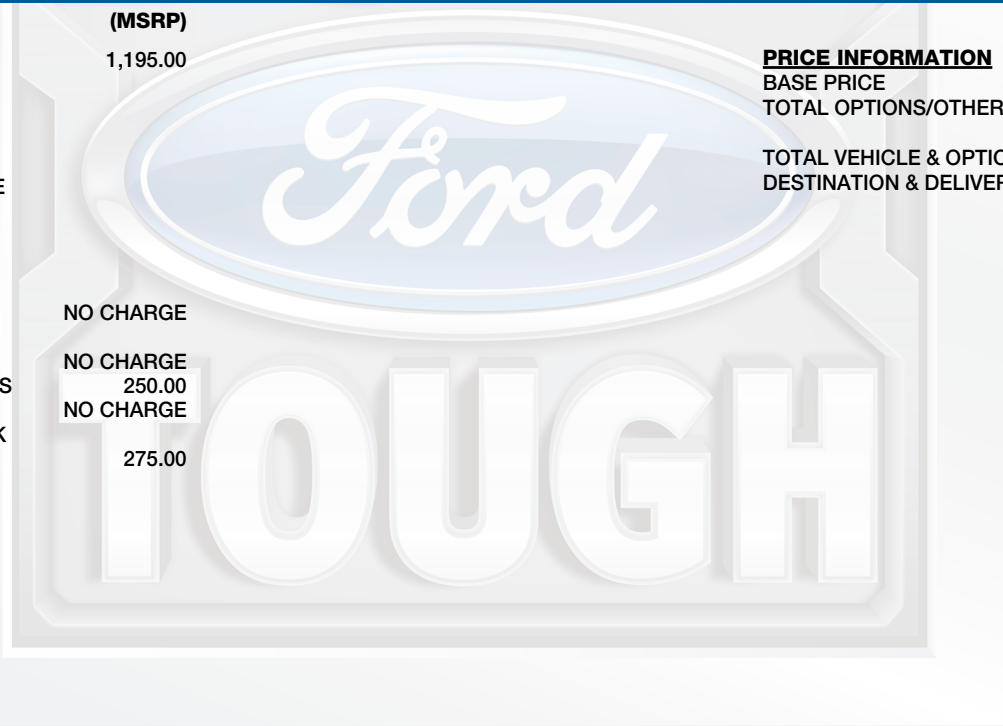 (MSRP)
1,195.00
E
NO CHARGE
NO CHARGE
S 250.00
NO CHARGE
K
275.00
PRICE INFORMATION
BASE PRICE
TOTAL OPTIONS/OTHER
TOTAL VEHICLE & OPTIO
DESTINATION & DELIVER
Ford
TOUGH